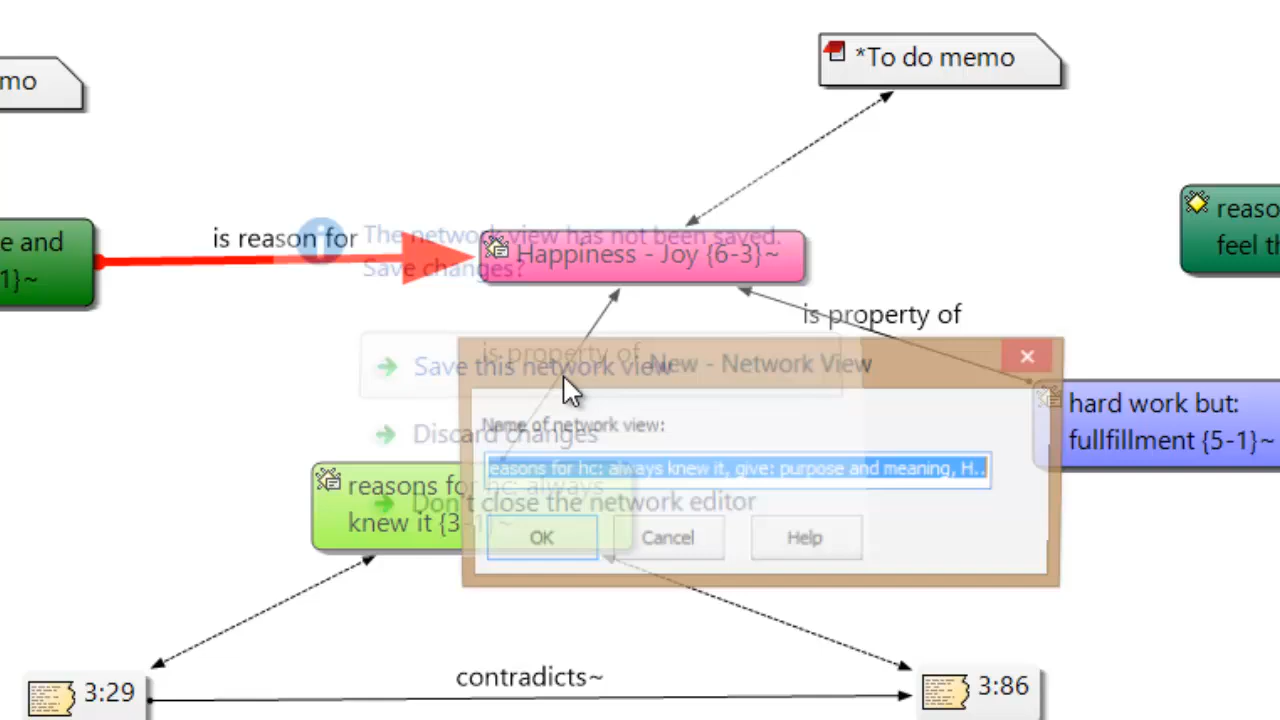 mo
*To do memo
e and
1}~
is reason for
The network view has not been saved.
Save changes?
Happiness - Joy {6-3}~
reaso
feel th
is property of
is property of
Save this network view
New - Network View
Discard changes
Name of network view:
easons for hc: always knew it, give: purpose and meaning, H..
hard work but:
fullfillment {5-1}~
reasons for hc: always
knew it {3-1}~
Don't close the network editor
OK
Cancel
Help
contradicts~
3:29
3:86